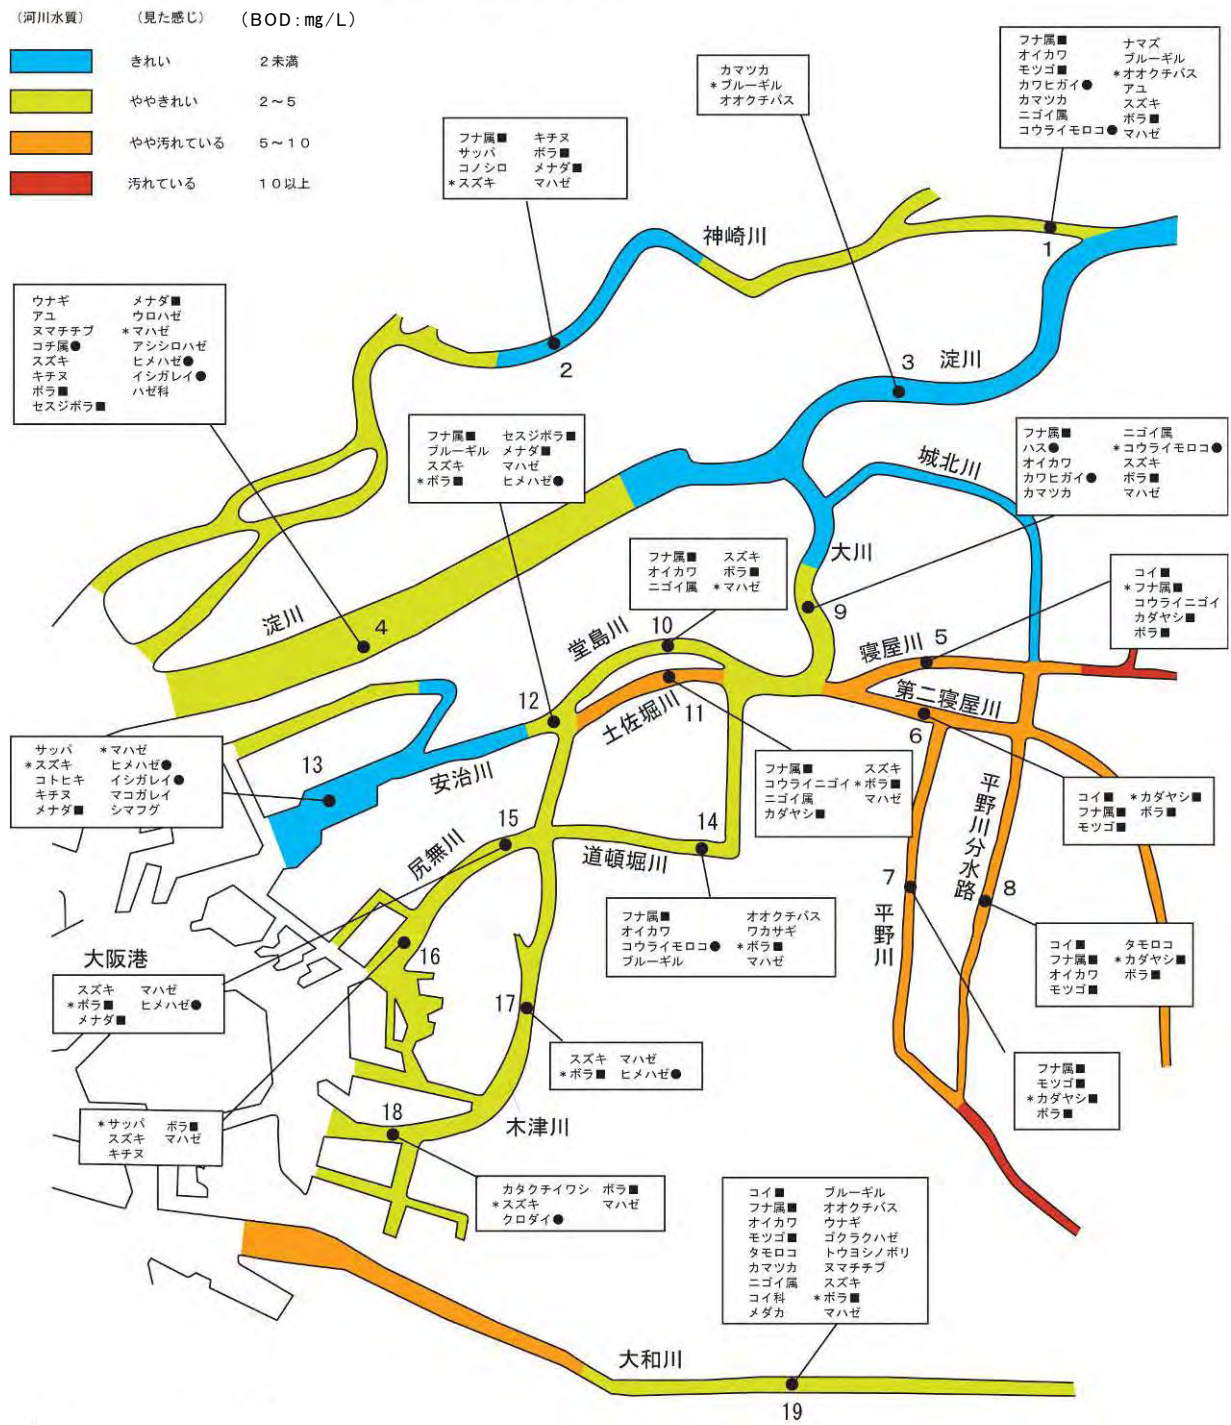 (河川水質) (見た感じ) (BOD:mg/L)
きれい 2未満
ややきれい 2～5
やや汚れている 5～10
汚れている 10以上
カマツカ
*ブルーギル
オオクチバス
フナ属■ ナマズ
オイカワ ブルーギル
モツゴ■ *オオクチバス
カワヒガイ● アユ
カマツカ スズキ
ニゴイ属 ボラ■
コウライモロコ● マハゼ
フナ属■ キチヌ
サッパ ボラ■
コノシロ メナダ■
*スズキ マハゼ
神崎川
1
2
3
淀川
ウナギ メナダ■
アユ ウロハゼ
ヌマチチブ *マハゼ
コチ属● アシシロハゼ
スズキ ヒメハゼ●
キチヌ イシガレイ●
ボラ■ ハゼ科
セスジボラ■
フナ属■ セスジボラ■
ブルーギル メナダ■
スズキ マハゼ
*ボラ■ ヒメハゼ●
城北川
フナ属■ ニゴイ属
ハス● *コウライモロコ●
オイカワ スズキ
カワヒガイ● ボラ■
カマツカ マハゼ
大川
フナ属■ スズキ
オイカワ ボラ■
ニゴイ属 *マハゼ
コイ■
*フナ属■
コウライニゴイ
カダヤシ■
ボラ■
淀川
4
堂島川
10
9
寝屋川
5
第二寝屋川
6
12
土佐堀川
11
サッパ *マハゼ
*スズキ ヒメハゼ●
コトヒキ イシガレイ●
キチヌ マコガレイ
メナダ■ シマフグ
13
安治川
フナ属■ スズキ
コウライニゴイ *ボラ■
ニゴイ属 マハゼ
カダヤシ■
平野川分水路
コイ■ *カダヤシ■
フナ属■ ボラ■
モツゴ■
15
尻無川
14
道頓堀川
7
8
平野川
フナ属■ オオクチバス
オイカワ ワカサギ
コウライモロコ● *ボラ■
ブルーギル マハゼ
コイ■ タモロコ
フナ属■ *カダヤシ■
オイカワ ボラ■
モツゴ■
大阪港
16
スズキ マハゼ
*ボラ■ ヒメハゼ●
メナダ■
17
スズキ マハゼ
*ボラ■ ヒメハゼ●
フナ属■
モツゴ■
*カダヤシ■
ボラ■
*サッパ ボラ■
スズキ マハゼ
キチヌ
18
木津川
カタクチイワシ ボラ■
*スズキ マハゼ
クロダイ●
コイ■ ブルーギル
フナ属■ オオクチバス
オイカワ ウナギ
モツゴ■ ゴクラクハゼ
タモロコ トウヨシノボリ
カマツカ ヌマチチブ
ニゴイ属 スズキ
コイ科 *ボラ■
メダカ マハゼ
大和川
19